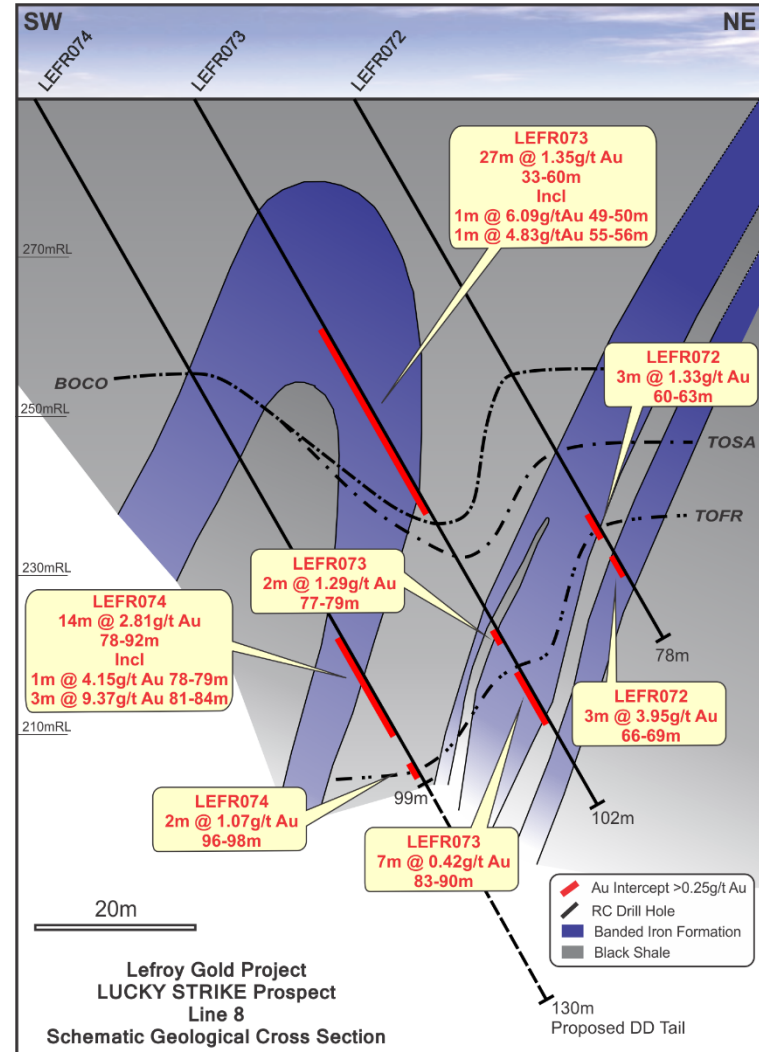 SW
NE
LEFR074
LEFR073
LEFR072
LEFR073
27m @ 1.35g/t Au
33-60m
Incl
1m @ 6.09g/tAu 49-50m
1m @ 4.83g/tAu 55-56m
270mRL
BOCO
250mRL
LEFR072
3m @ 1.33g/t Au
60-63m
TOSA
TOFR
230mRL
LEFR073
2m @ 1.29g/t Au
77-79m
LEFR074
14m @ 2.81g/t Au
78-92m
Incl
1m @ 4.15g/t Au 78-79m
3m @ 9.37g/t Au 81-84m
78m
LEFR072
3m @ 3.95g/t Au
66-69m
210mRL
LEFR074
2m @ 1.07g/t Au
96-98m
99m
102m
LEFR073
7m @ 0.42g/t Au
83-90m
Au Intercept >0.25g/t Au
RC Drill Hole
Banded Iron Formation
Black Shale
20m
Lefroy Gold Project
LUCKY STRIKE Prospect
Line 8
Schematic Geological Cross Section
130m
Proposed DD Tail